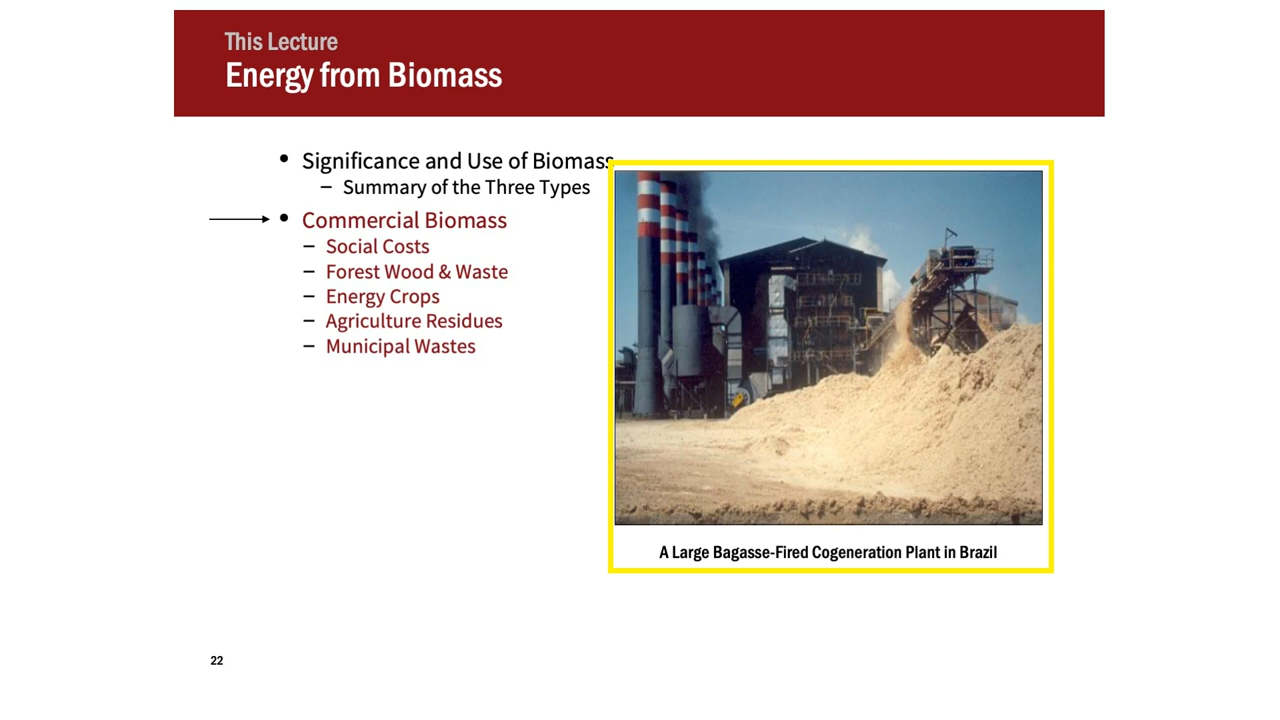 This Lecture
Energy from Biomass
• Significance and Use of Biomass
– Summary of the Three Types
• Commercial Biomass
– Social Costs
– Forest Wood & Waste
– Energy Crops
– Agriculture Residues
– Municipal Wastes
A Large Bagasse-Fired Cogeneration Plant in Brazil
22